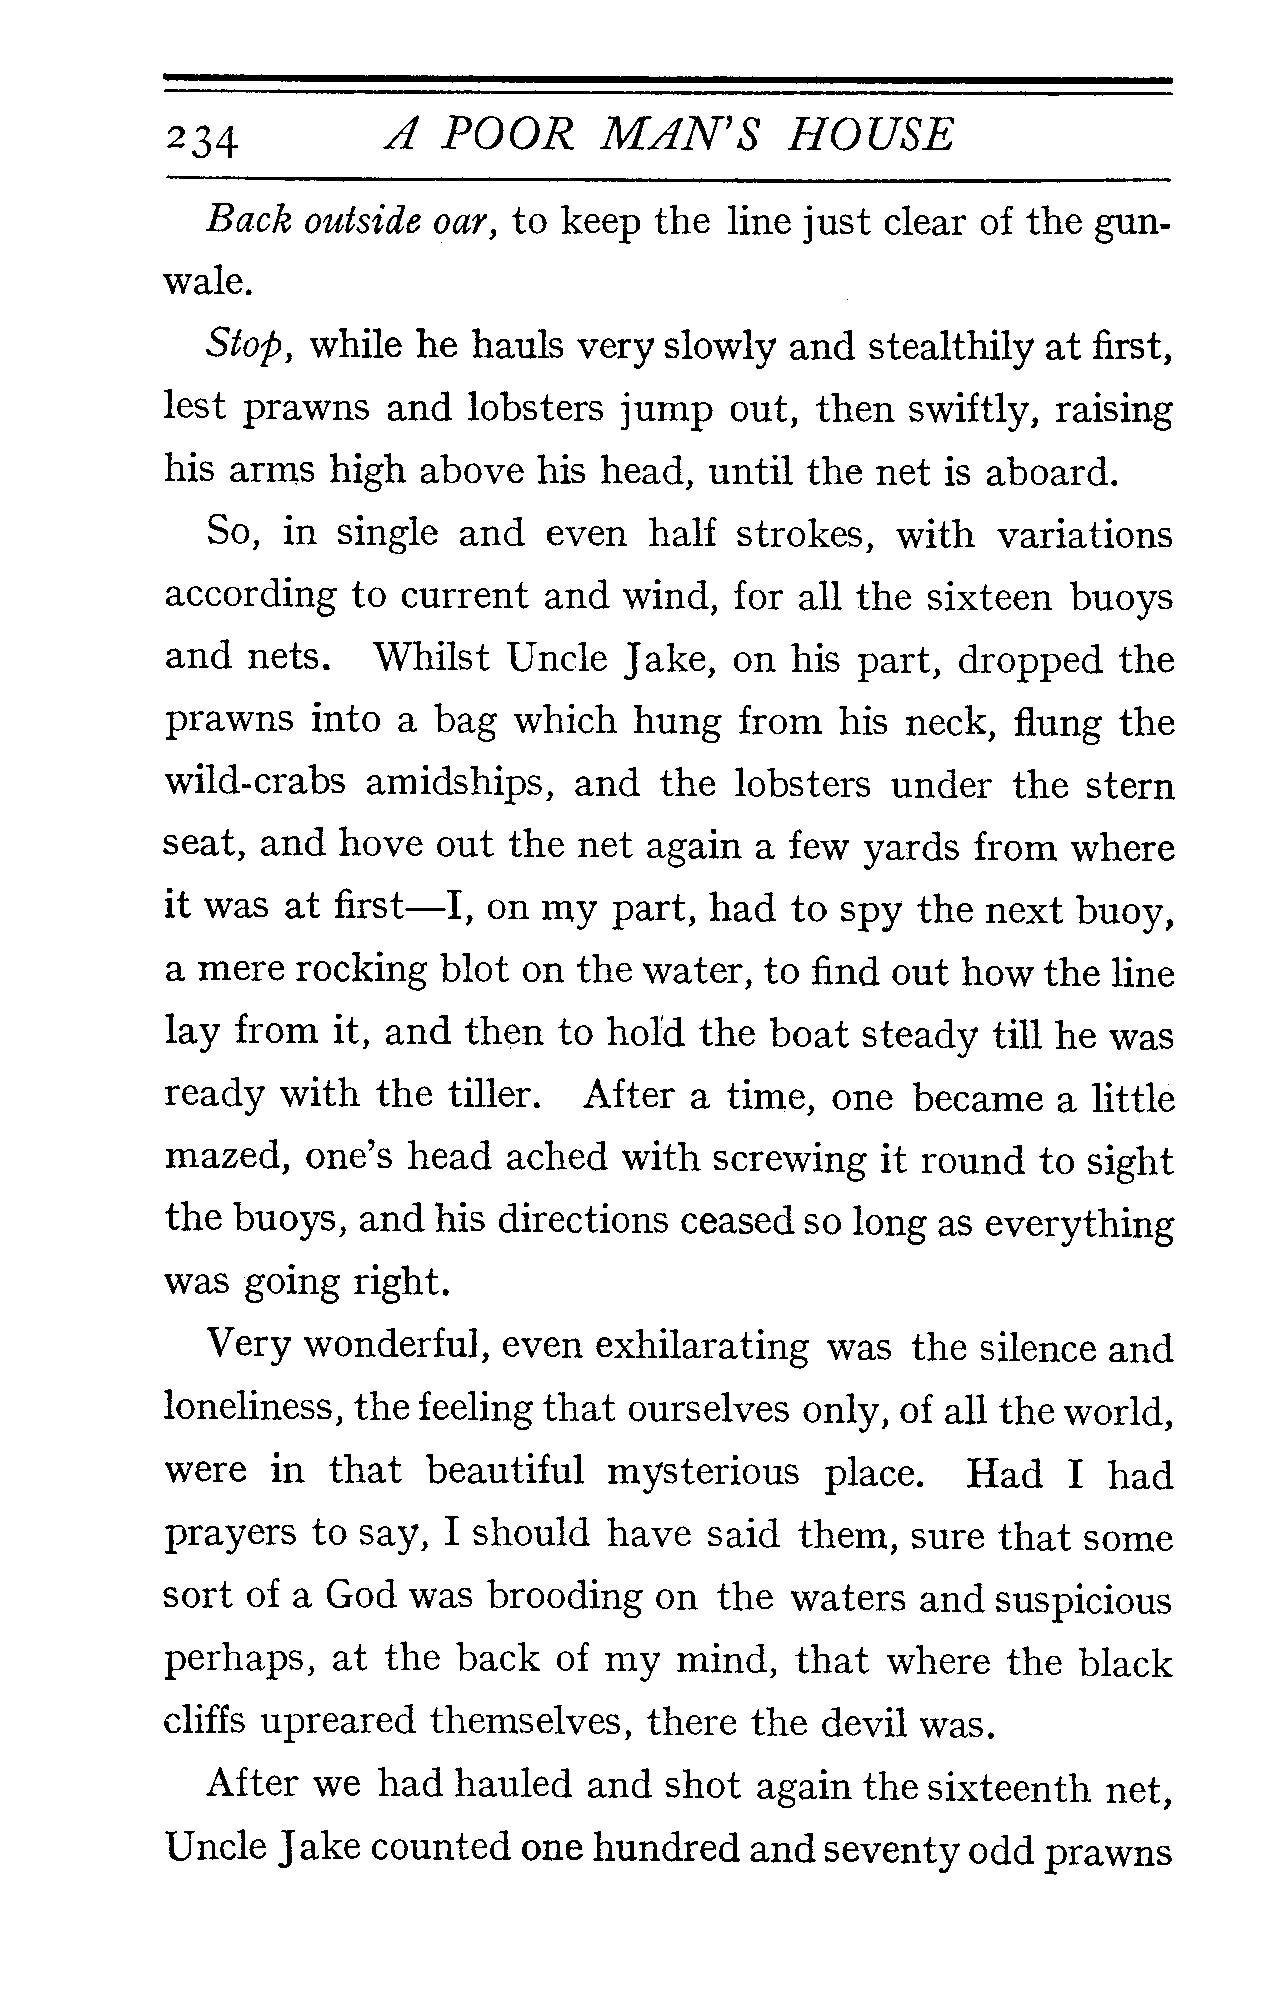 234 A POOR MAN'S HOUSE
Back outside oar, to keep the line just clear of the gun-
wale.
Stop, while he hauls very slowly and stealthily at first,
lest prawns and lobsters jump out, then swiftly, raising
his arms high above his head, until the net is aboard.
So, in single and even half strokes, with variations
according to current and wind, for all the sixteen buoys
and nets. Whilst Uncle Jake, on his part, dropped the
prawns into a bag which hung from his neck, flung the
wild-crabs amidships, and the lobsters under the stern
seat, and hove out the net again a few yards from where
it was at first—I, on my part, had to spy the next buoy,
a mere rocking blot on the water, to find out how the line
lay from it, and then to hold the boat steady till he was
ready with the tiller. After a time, one became a little
mazed, one's head ached with screwing it round to sight
the buoys, and his directions ceased so long as everything
was going right.
Very wonderful, even exhilarating was the silence and
loneliness, the feeling that ourselves only, of all the world,
were in that beautiful mysterious place. Had I had
prayers to say, I should have said them, sure that some
sort of a God was brooding on the waters and suspicious
perhaps, at the back of my mind, that where the black
cliffs upreared themselves, there the devil was.
After we had hauled and shot again the sixteenth net,
Uncle Jake counted one hundred and seventy odd prawns